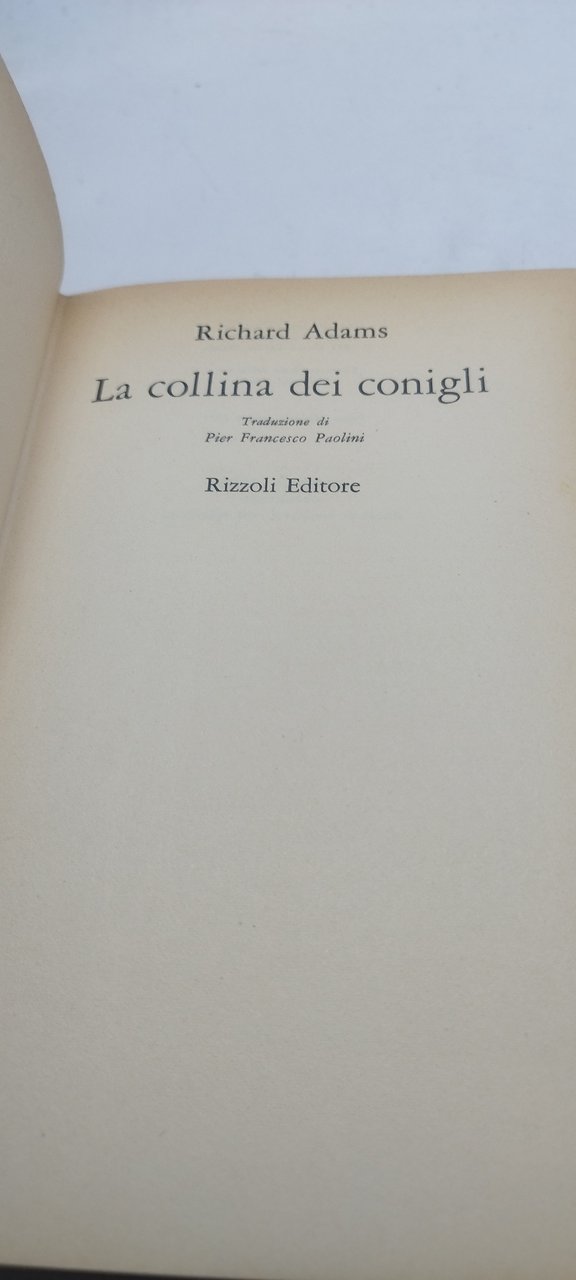 Richard Adams
La collina dei conigli
Traduzione di
Pier Francesco Paolini
Rizzoli Editore